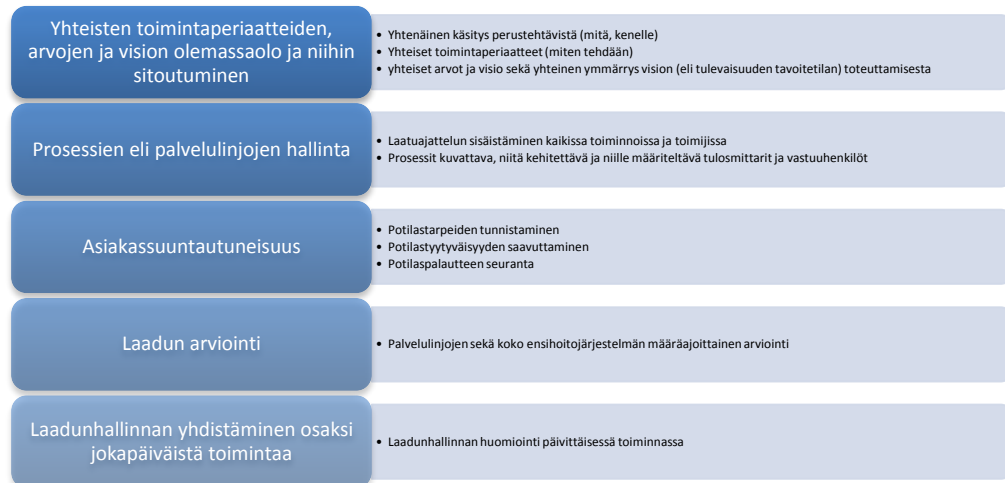 Yhteisten toimintaperiaatteiden,
arvojen ja vision olemassaolo ja niihin
sitoutuminen
• Yhtenäinen käsitys perustehtävistä (mitä, kenelle)
• Yhteiset toimintaperiaatteet (miten tehdään)
• yhteiset arvot ja visio sekä yhteinen ymmärrys vision (eli tulevaisuuden tavoitetilan) toteuttamisesta
Prosessien eli palvelulinjojen hallinta
• Laatuajattelun sisäistäminen kaikissa toiminnoissa ja toimijissa
• Prosessit kuvattava, niitä kehitettävä ja niille määriteltävä tulosmittarit ja vastuuhenkilöt
Asiakassuuntautuneisuus
• Potilastarpeiden tunnistaminen
• Potilastyytyväisyyden saavuttaminen
• Potilaspalautteen seuranta
Laadun arviointi
• Palvelulinjojen sekä koko ensihoitojärjestelmän määräajoittainen arviointi
Laadunhallinnan yhdistäminen osaksi
jokapäiväistä toimintaa
• Laadunhallinnan huomiointi päivittäisessä toiminnassa